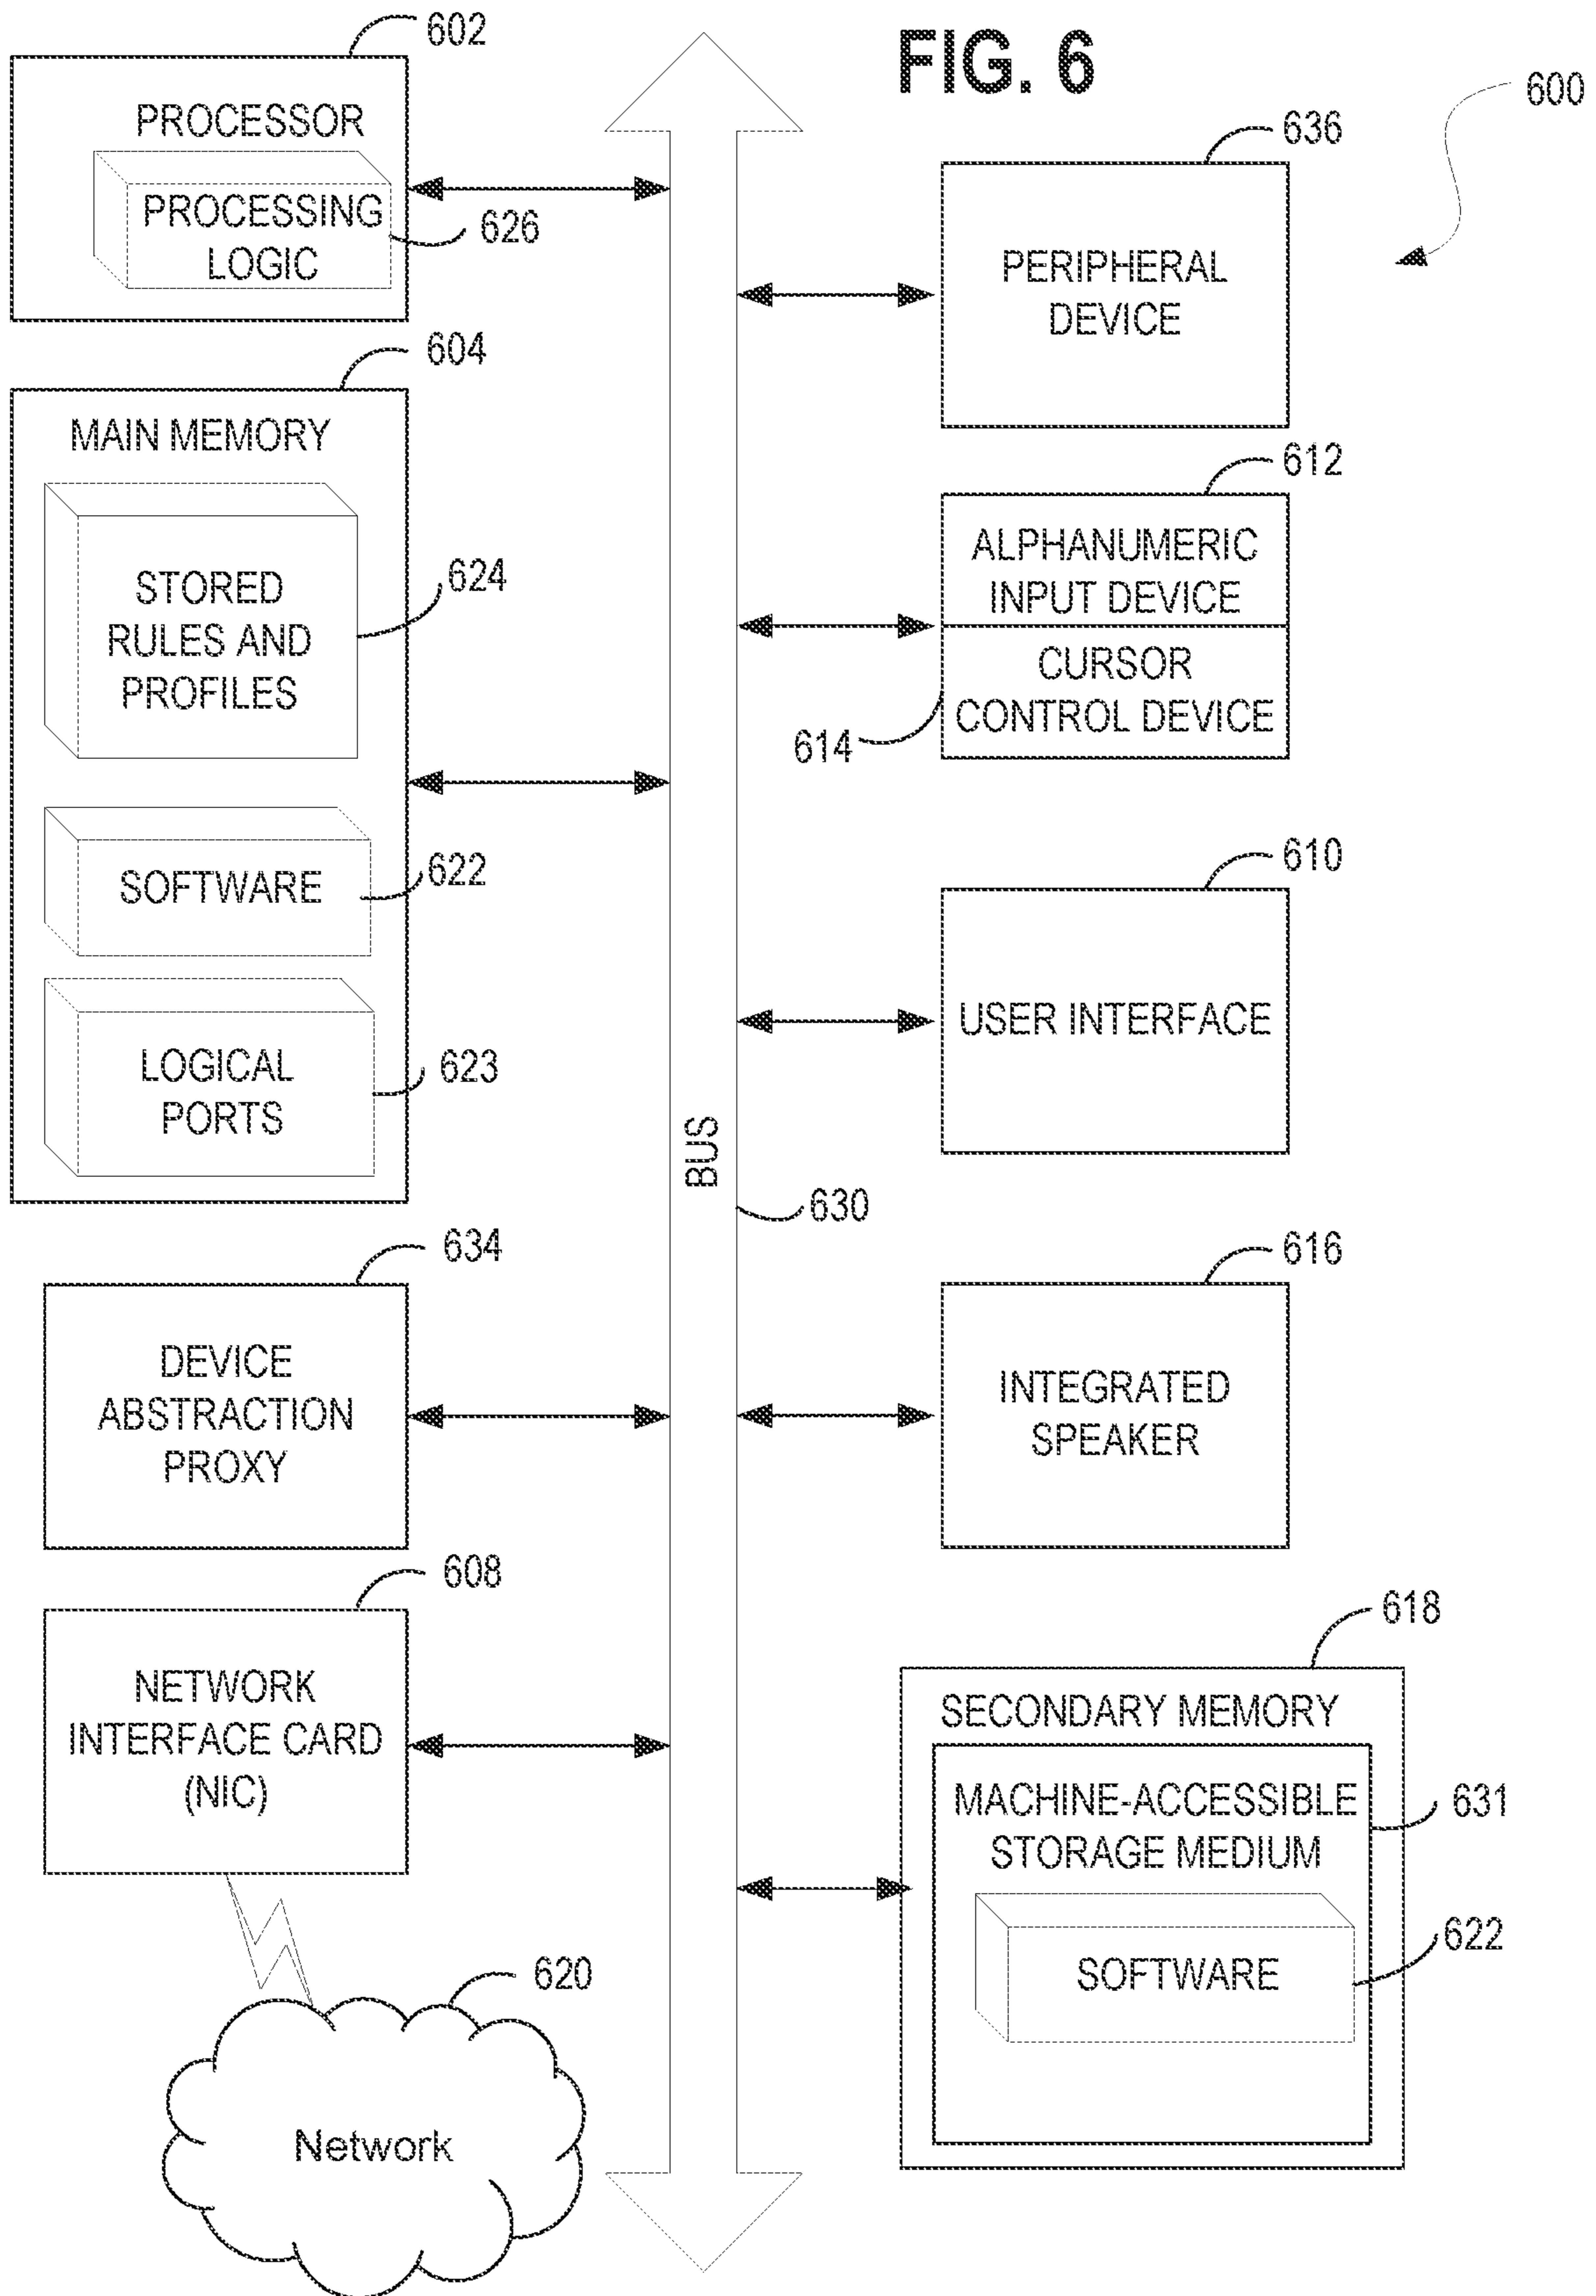 FIG. 6
600
602
PROCESSOR
PROCESSING
LOGIC
626
604
MAIN MEMORY
STORED
RULES AND
PROFILES
624
SOFTWARE
622
LOGICAL
PORTS
623
634
DEVICE
ABSTRACTION
PROXY
608
NETWORK
INTERFACE CARD
(NIC)
620
Network
BUS
630
636
PERIPHERAL
DEVICE
612
ALPHANUMERIC
INPUT DEVICE
CURSOR
CONTROL DEVICE
614
610
USER INTERFACE
616
INTEGRATED
SPEAKER
618
SECONDARY MEMORY
MACHINE-ACCESSIBLE
STORAGE MEDIUM
631
SOFTWARE
622